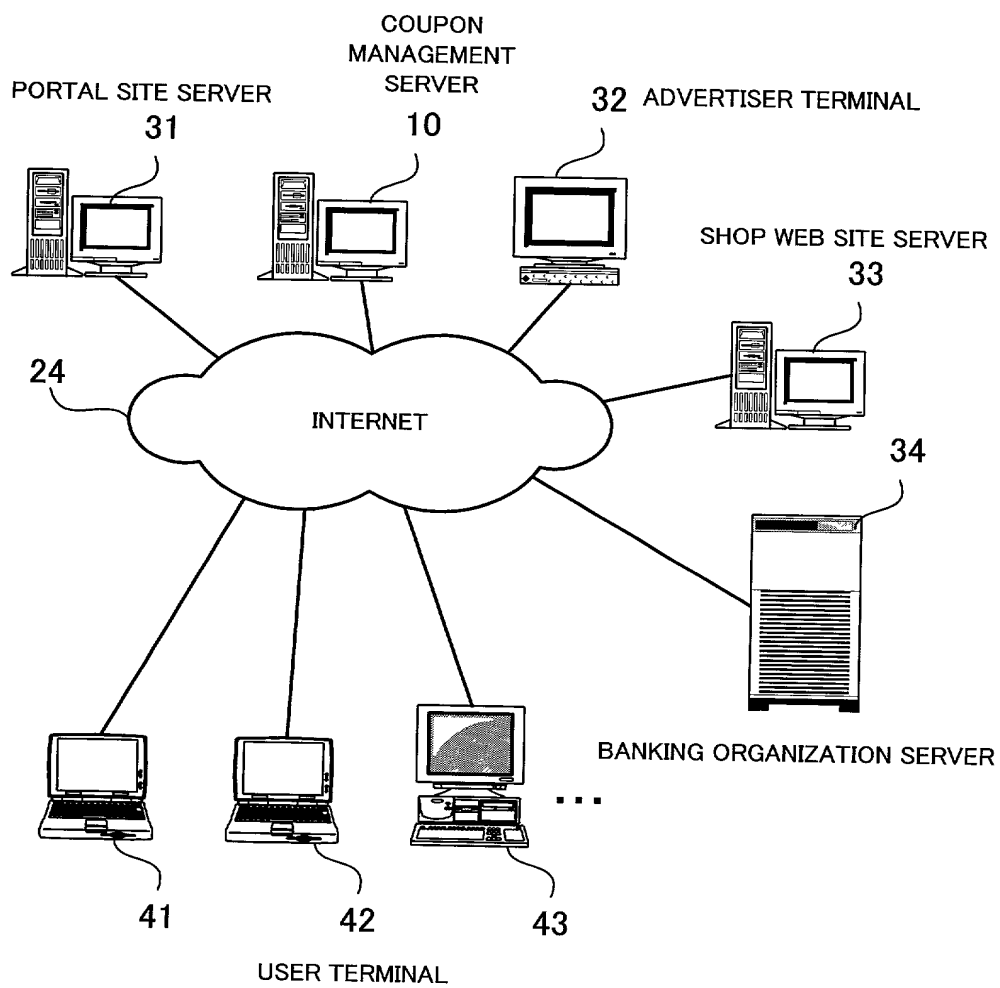 COUPON
MANAGEMENT
SERVER
10
PORTAL SITE SERVER
31
32 ADVERTISER TERMINAL
SHOP WEB SITE SERVER
33
24
INTERNET
34
BANKING ORGANIZATION SERVER
...
41
42
43
USER TERMINAL